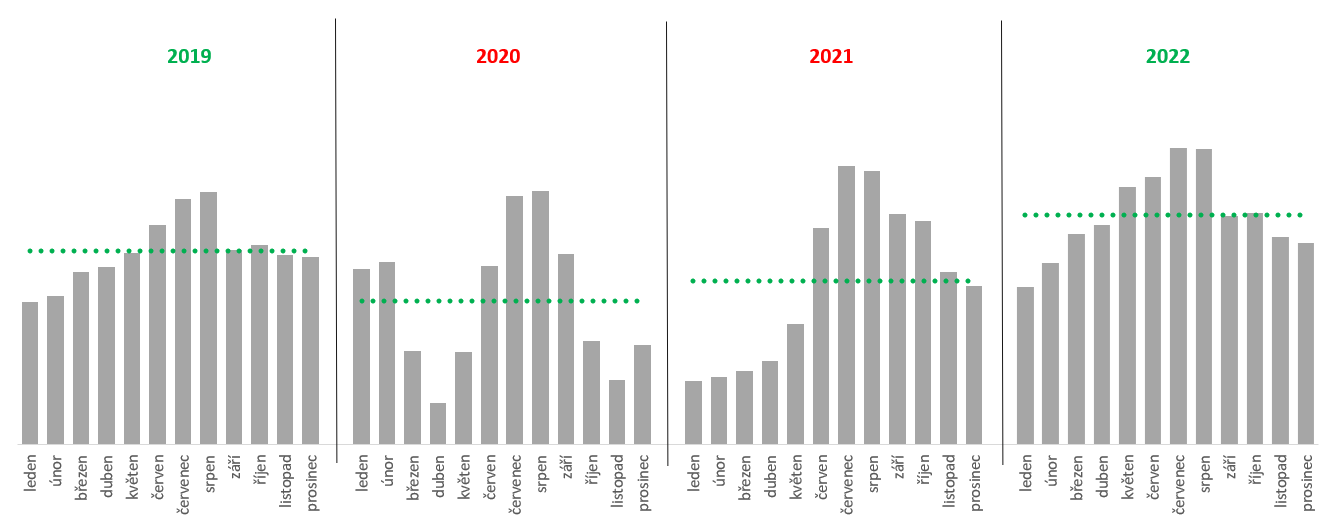 2019
2020
2021
2022
leden
únor
březen
duben
květen
červen
červenec
srpen
září
říjen
listopad
prosinec
leden
únor
březen
duben
květen
červen
červenec
srpen
září
říjen
listopad
prosinec
leden
únor
březen
duben
květen
červen
červenec
srpen
září
říjen
listopad
prosinec
leden
únor
březen
duben
květen
červen
červenec
srpen
září
říjen
listopad
prosinec